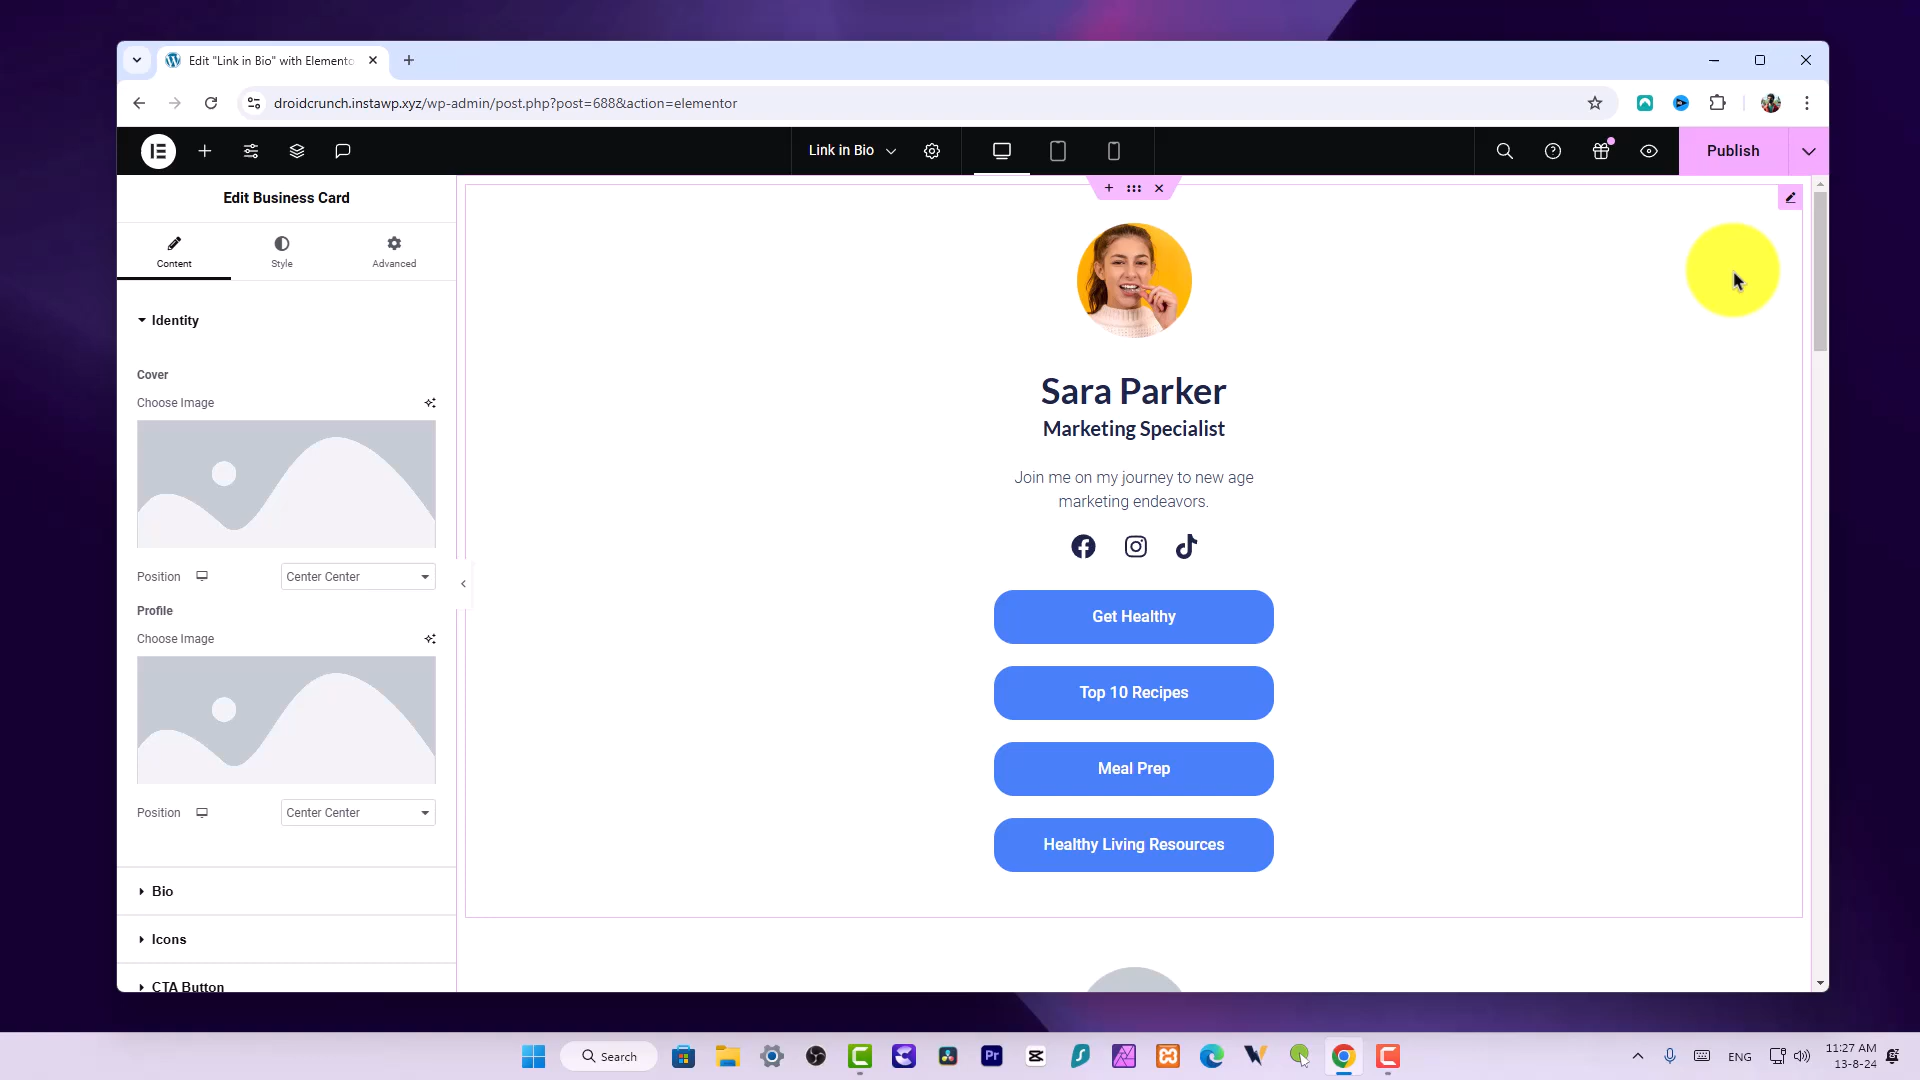 Edit "Link in Bio" with Elemento
droidcrunch.instawp.xyz/wp-admin/post.php?post=688&action=elementor
Link in Bio
Publish
Edit Business Card
Content
Style
Advanced
Identity
Cover
Choose Image
Position
Center Center
Profile
Choose Image
Position
Center Center
Bio
Icons
CTA Button
Sara Parker
Marketing Specialist
Join me on my journey to new age
marketing endeavors.
Get Healthy
Top 10 Recipes
Meal Prep
Healthy Living Resources
Search
Pr
ENG
11:27 AM
13-8-24